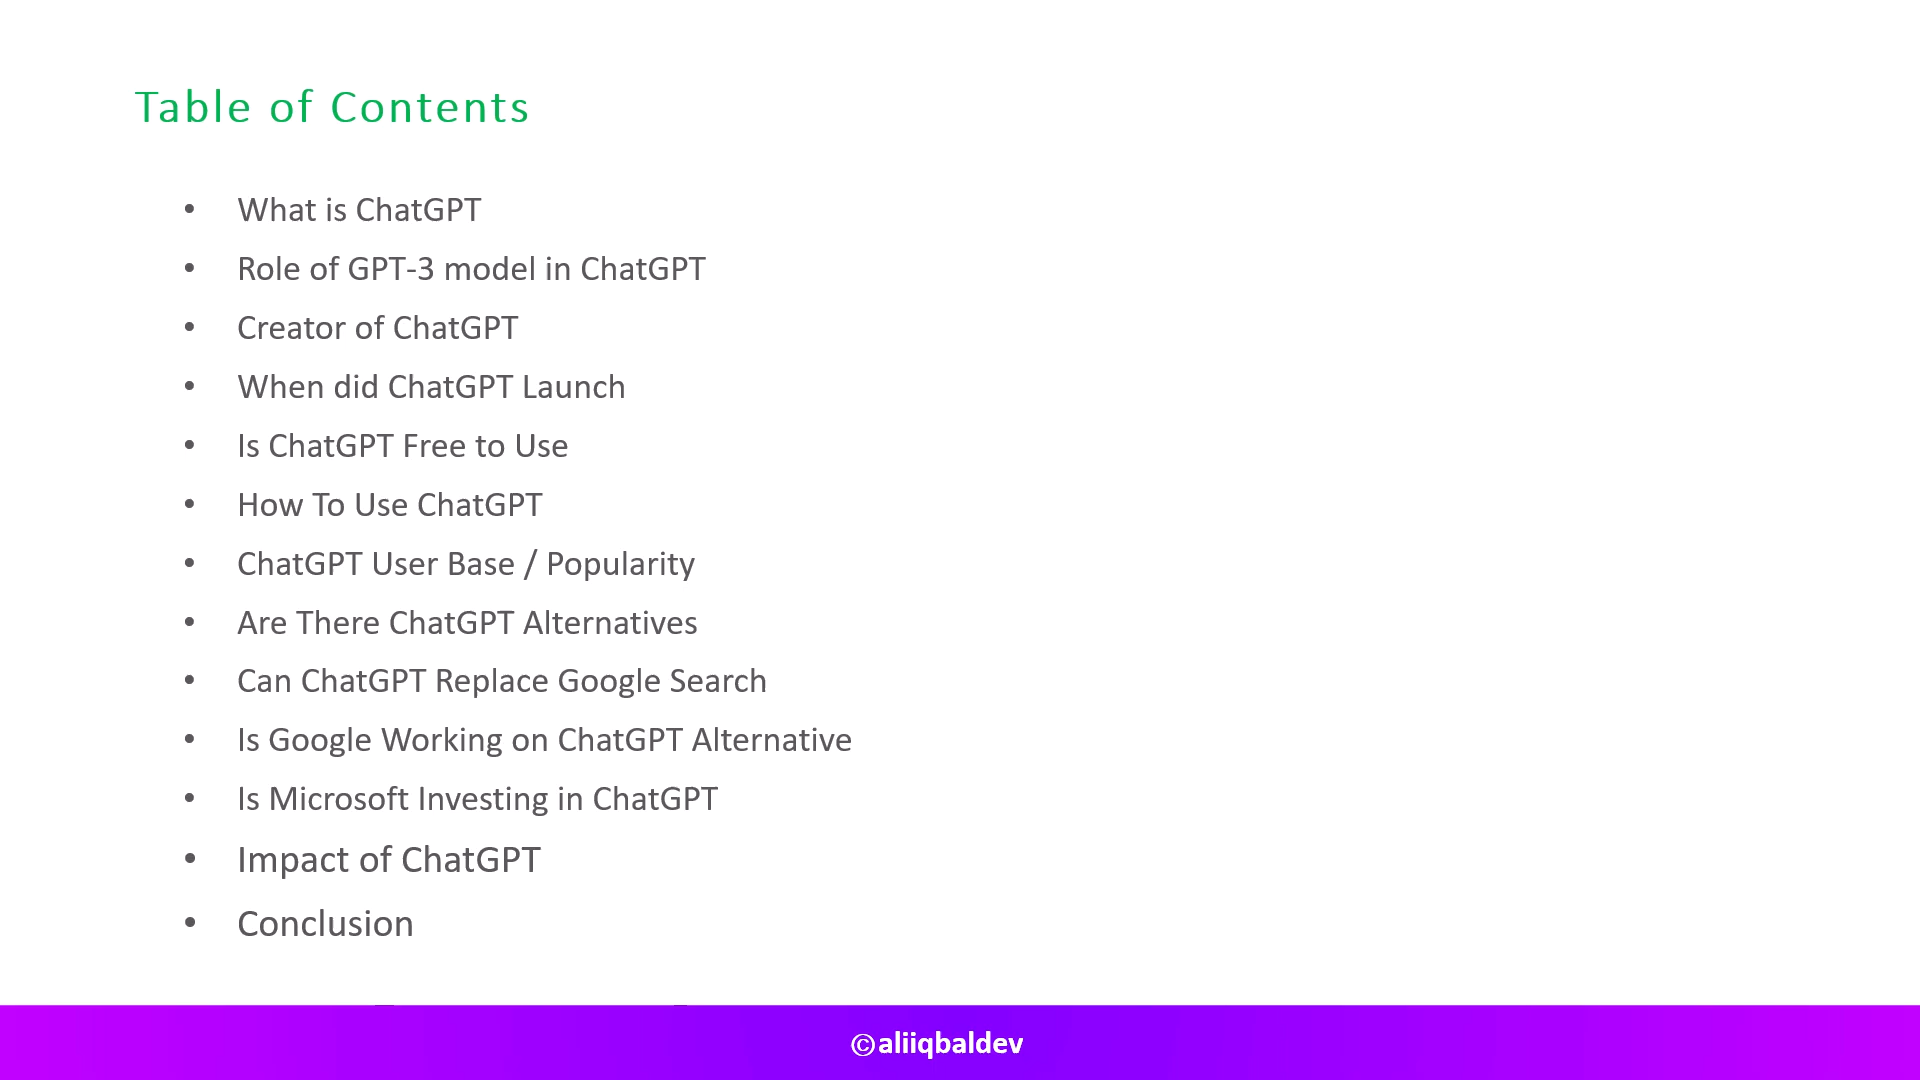 Table of Contents
• What is ChatGPT
• Role of GPT-3 model in ChatGPT
• Creator of ChatGPT
• When did ChatGPT Launch
• Is ChatGPT Free to Use
• How To Use ChatGPT
• ChatGPT User Base / Popularity
• Are There ChatGPT Alternatives
• Can ChatGPT Replace Google Search
• Is Google Working on ChatGPT Alternative
• Is Microsoft Investing in ChatGPT
• Impact of ChatGPT
• Conclusion
©aliiqbaldev